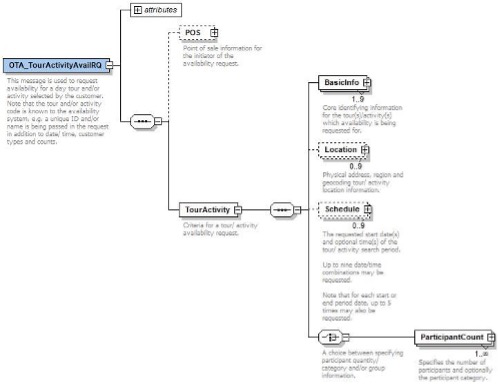 attributes
POS
Point of sale information for
the initiator of the
availability request.
OTA_TourActivityAvailRQ
This message is used to request
availability for a day tour and/or
activity selected by the customer.
Note that the tour and/or activity
code is known to the availability
system, e.g. a unique ID and/or
name is being passed in the request
in addition to date/ time, customer
types and counts.
BasicInfo
1..9
Core identifying information
for the tour(s)/activity(s)
which availability is being
requested for.
Location
0..9
Physical address, region and
geocoding tour/ activity
location information.
TourActivity
Criteria for a tour/ activity
availability request.
Schedule
0..9
The requested start date(s)
and optional time(s) of the
tour/ activity search period.
Up to nine date/time
combinations may be
requested.
Note that for each start or
end period date, up to 5
times may also be
requested.
A choice between specifying
participant quantity/
category and/or group
information.
ParticipantCount
1..∞
Specifies the number of
participants and optionally
the participant category.